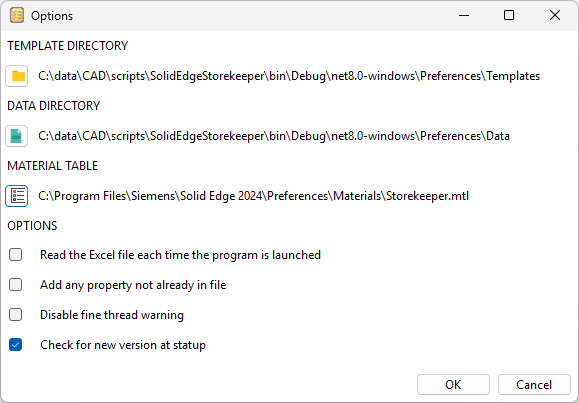 Options
TEMPLATE DIRECTORY
C:\data\CAD\scripts\SolidEdgeStorekeeper\bin\Debug\net8.0-windows\Preferences\Templates
DATA DIRECTORY
C:\data\CAD\scripts\SolidEdgeStorekeeper\bin\Debug\net8.0-windows\Preferences\Data
MATERIAL TABLE
C:\Program Files\Siemens\Solid Edge 2024\Preferences\Materials\Storekeeper.mtl
OPTIONS
Read the Excel file each time the program is launched
Add any property not already in file
Disable fine thread warning
Check for new version at statup
OK Cancel